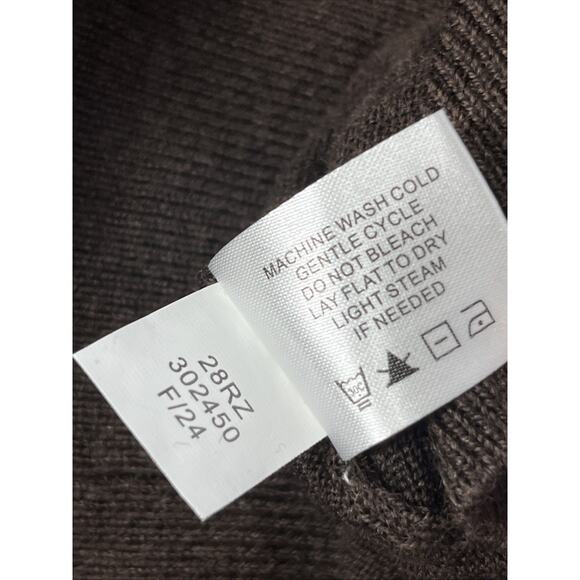 MACHINE WASH COLD
GENTLE CYCLE
DO NOT BLEACH
LAY FLAT TO DRY
LIGHT STEAM
IF NEEDED
30C
28RZ
302450
F/24